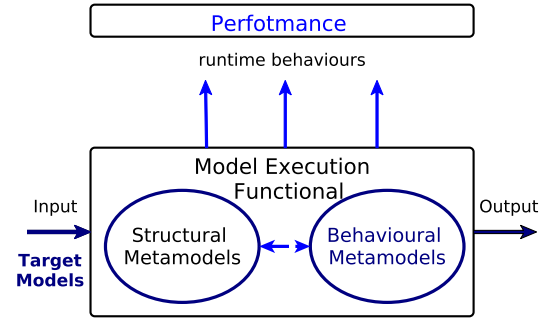 Perfotmance
runtime behaviours
Model Execution
Functional
Input
Output
Structural
Metamodels
Behavioural
Metamodels
Target
Models